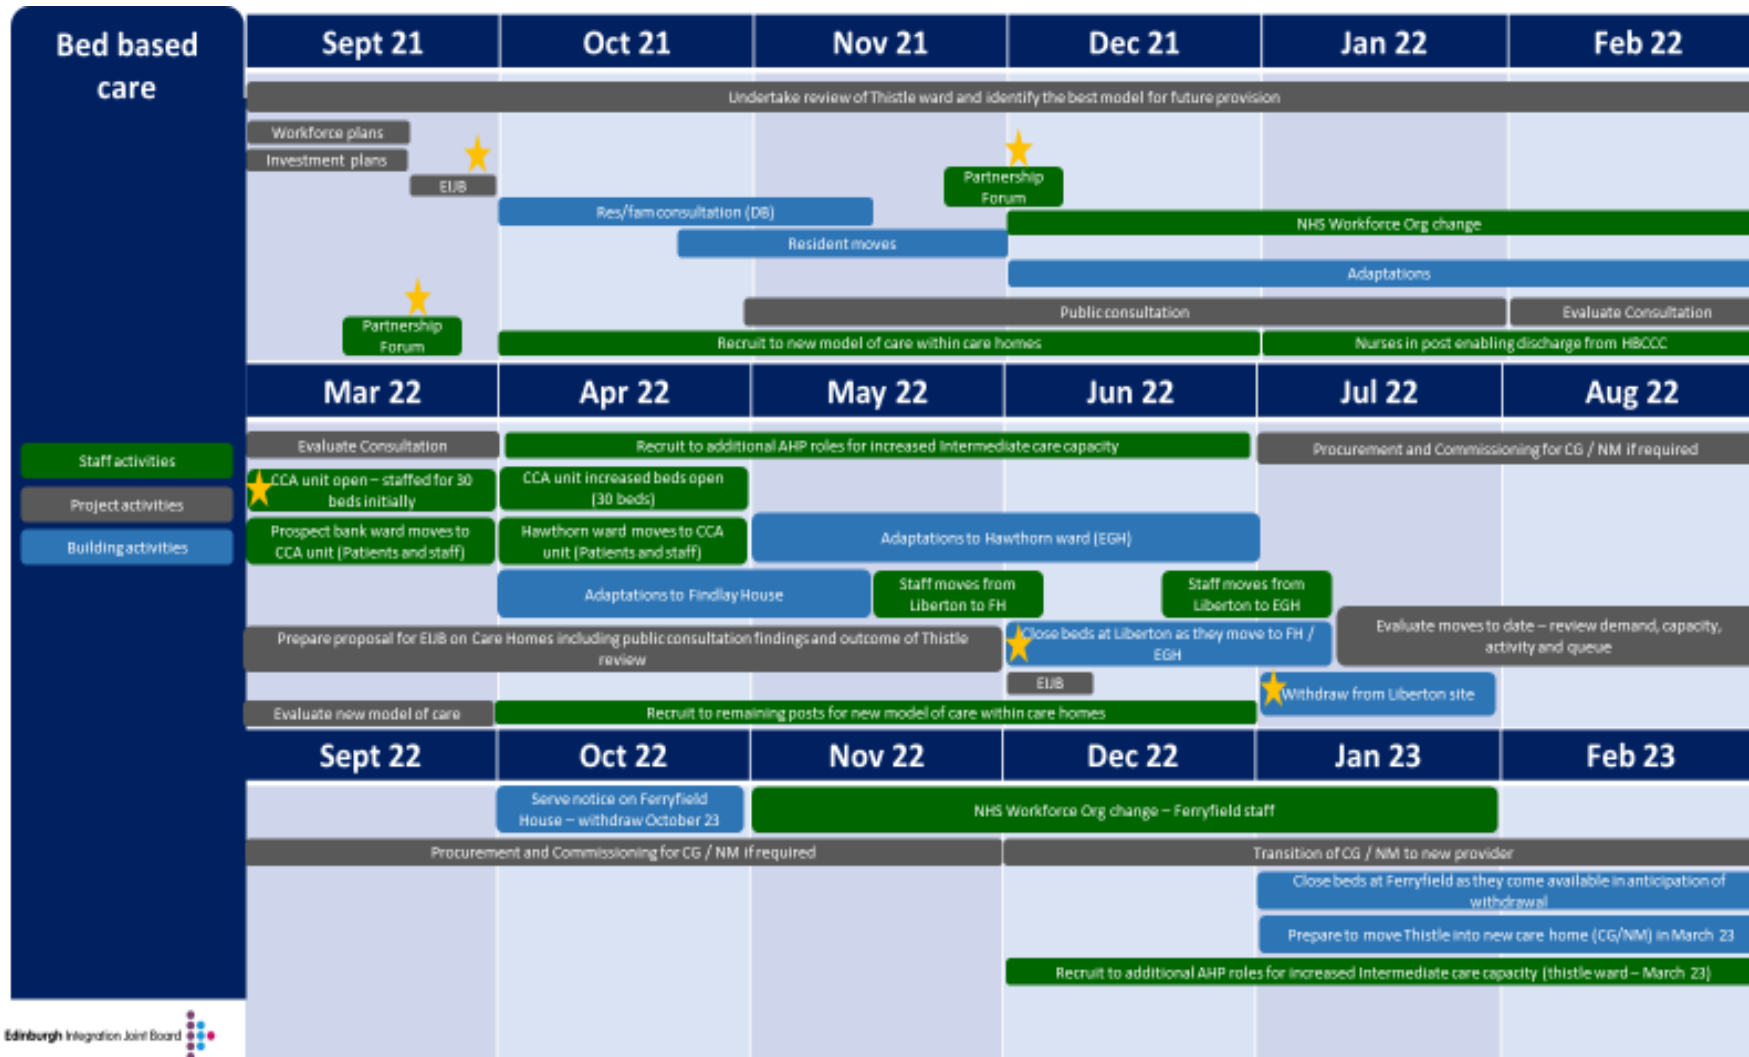 Bed based
care
Sept 21
Oct 21
Nov 21
Dec 21
Jan 22
Feb 22
Undertake review of Thistle ward and identify the best model for future provision
Workforce plans
Investment plans
EIJB
Partnership
Forum
Res/fam consultation (DB)
NHS Workforce Org change
Resident moves
Adaptations
Public consultation
Evaluate Consultation
Partnership
Forum
Recruit to new model of care within care homes
Nurses in post enabling discharge from HBCCC
Mar 22
Apr 22
May 22
Jun 22
Jul 22
Aug 22
Evaluate Consultation
Recruit to additional AHP roles for increased Intermediate care capacity
Procurement and Commissioning for CG / NM if required
Staff activities
Project activities
Building activities
CCA unit open – staffed for 30
beds initially
CCA unit increased beds open
(30 beds)
Prospect bank ward moves to
CCA unit (Patients and staff)
Hawthorn ward moves to CCA
unit (Patients and staff)
Adaptations to Hawthorn ward (EGH)
Adaptations to Findlay House
Staff moves from
Liberton to FH
Staff moves from
Liberton to EGH
Prepare proposal for EIJB on Care Homes including public consultation findings and outcome of Thistle
review
Close beds at Liberton as they move to FH /
EGH
Evaluate moves to date – review demand, capacity,
activity and queue
EIJB
Withdraw from Liberton site
Evaluate new model of care
Recruit to remaining posts for new model of care within care homes
Sept 22
Oct 22
Nov 22
Dec 22
Jan 23
Feb 23
Serve notice on Ferryfield
House – withdraw October 23
NHS Workforce Org change – Ferryfield staff
Procurement and Commissioning for CG / NM if required
Transition of CG / NM to new provider
Close beds at Ferryfield as they come available in anticipation of
withdrawal
Prepare to move Thistle into new care home (CG/NM) in March 23
Recruit to additional AHP roles for increased Intermediate care capacity (thistle ward – March 23)
Edinburgh Integration Joint Board